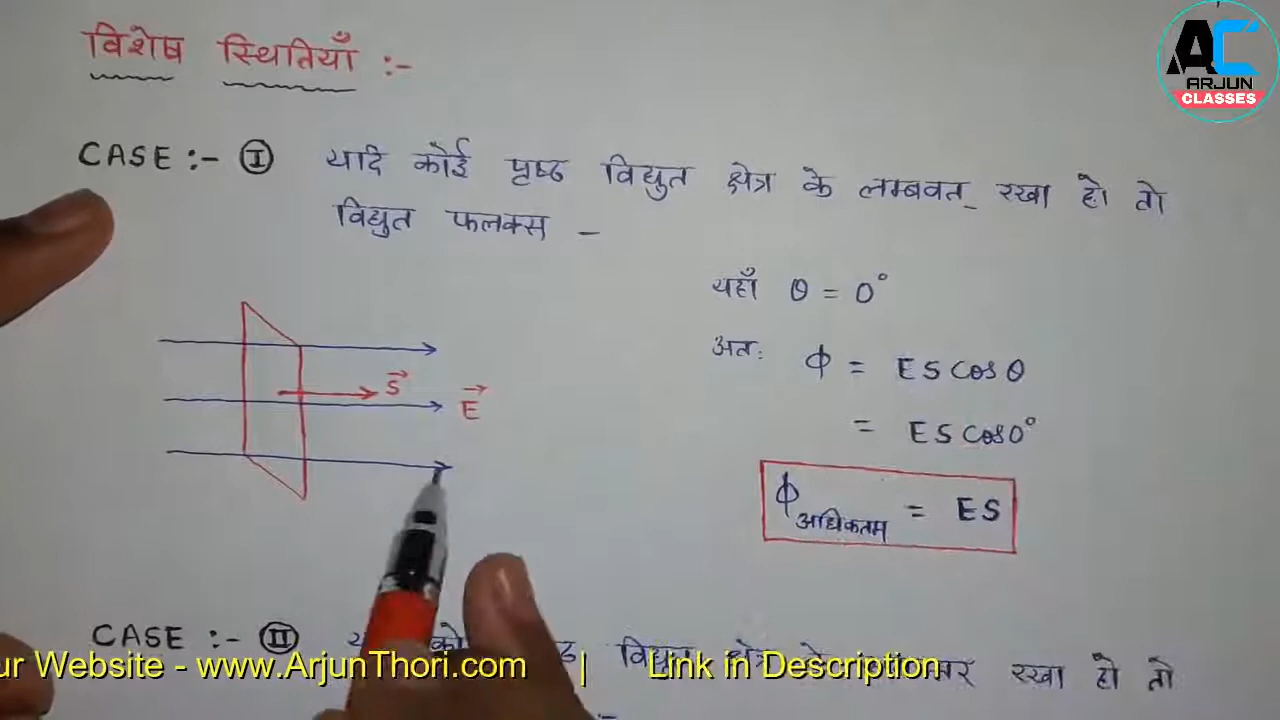 विशेष स्थितियाँ :-
AC
ARJUN
CLASSES
CASE :- I यदि कोई पृष्ठ विद्युत क्षेत्र के लम्बवत् रखा हो तो
विद्युत फलक्स -
यहाँ θ = 0°
अतः ϕ = ES cos θ
= ES cos 0°
S⃗
E⃗
ϕ अधिकतम = ES
CASE :- II विद्युत क्षेत्र रखा हो तो
ur Website - www.ArjunThori.com | Link in Description